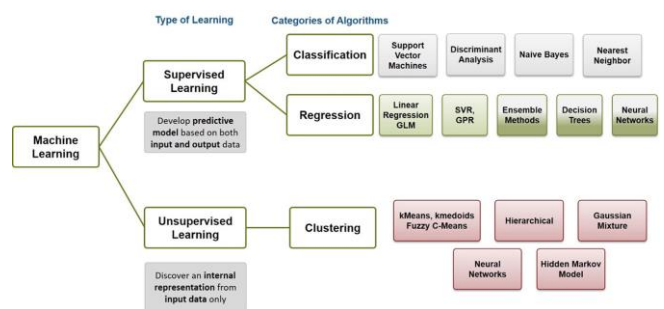 Type of Learning
Categories of Algorithms
Machine
Learning
Supervised
Learning
Develop predictive
model based on both
input and output data
Classification
Support
Vector
Machines
Discriminant
Analysis
Naive Bayes
Nearest
Neighbor
Regression
Linear
Regression
GLM
SVR,
GPR
Ensemble
Methods
Decision
Trees
Neural
Networks
Unsupervised
Learning
Discover an internal
representation from
input data only
Clustering
kMeans, kmedoids
Fuzzy C-Means
Hierarchical
Gaussian
Mixture
Neural
Networks
Hidden Markov
Model